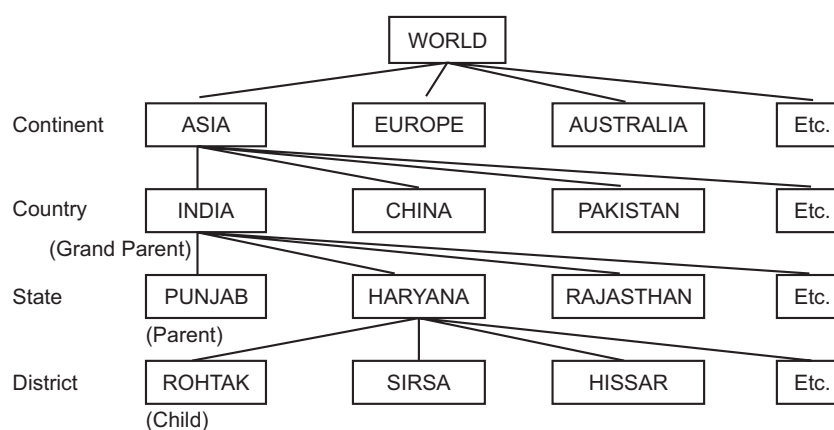 WORLD
Continent ASIA EUROPE AUSTRALIA Etc.
Country INDIA CHINA PAKISTAN Etc.
(Grand Parent)
State PUNJAB HARYANA RAJASTHAN Etc.
(Parent)
District ROHTAK SIRSA HISSAR Etc.
(Child)